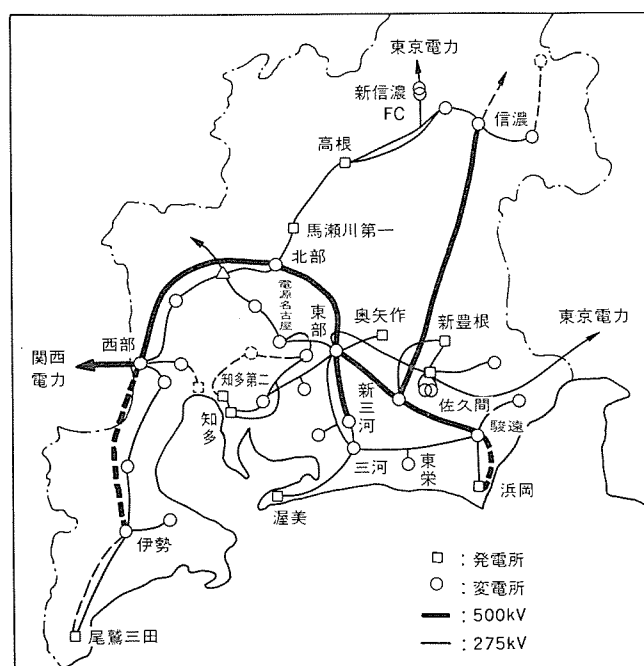 東京電力
新信濃
FC
信濃
高根
馬瀬川第一
北部
電源名古屋
東部
奥矢作
新豊根
東京電力
西部
関西
電力
知多第二
知多
新三河
佐久間
駿遠
三河
東栄
浜岡
渥美
伊勢
尾鷲三田
□ : 発電所
○ : 変電所
: 500kV
: 275kV